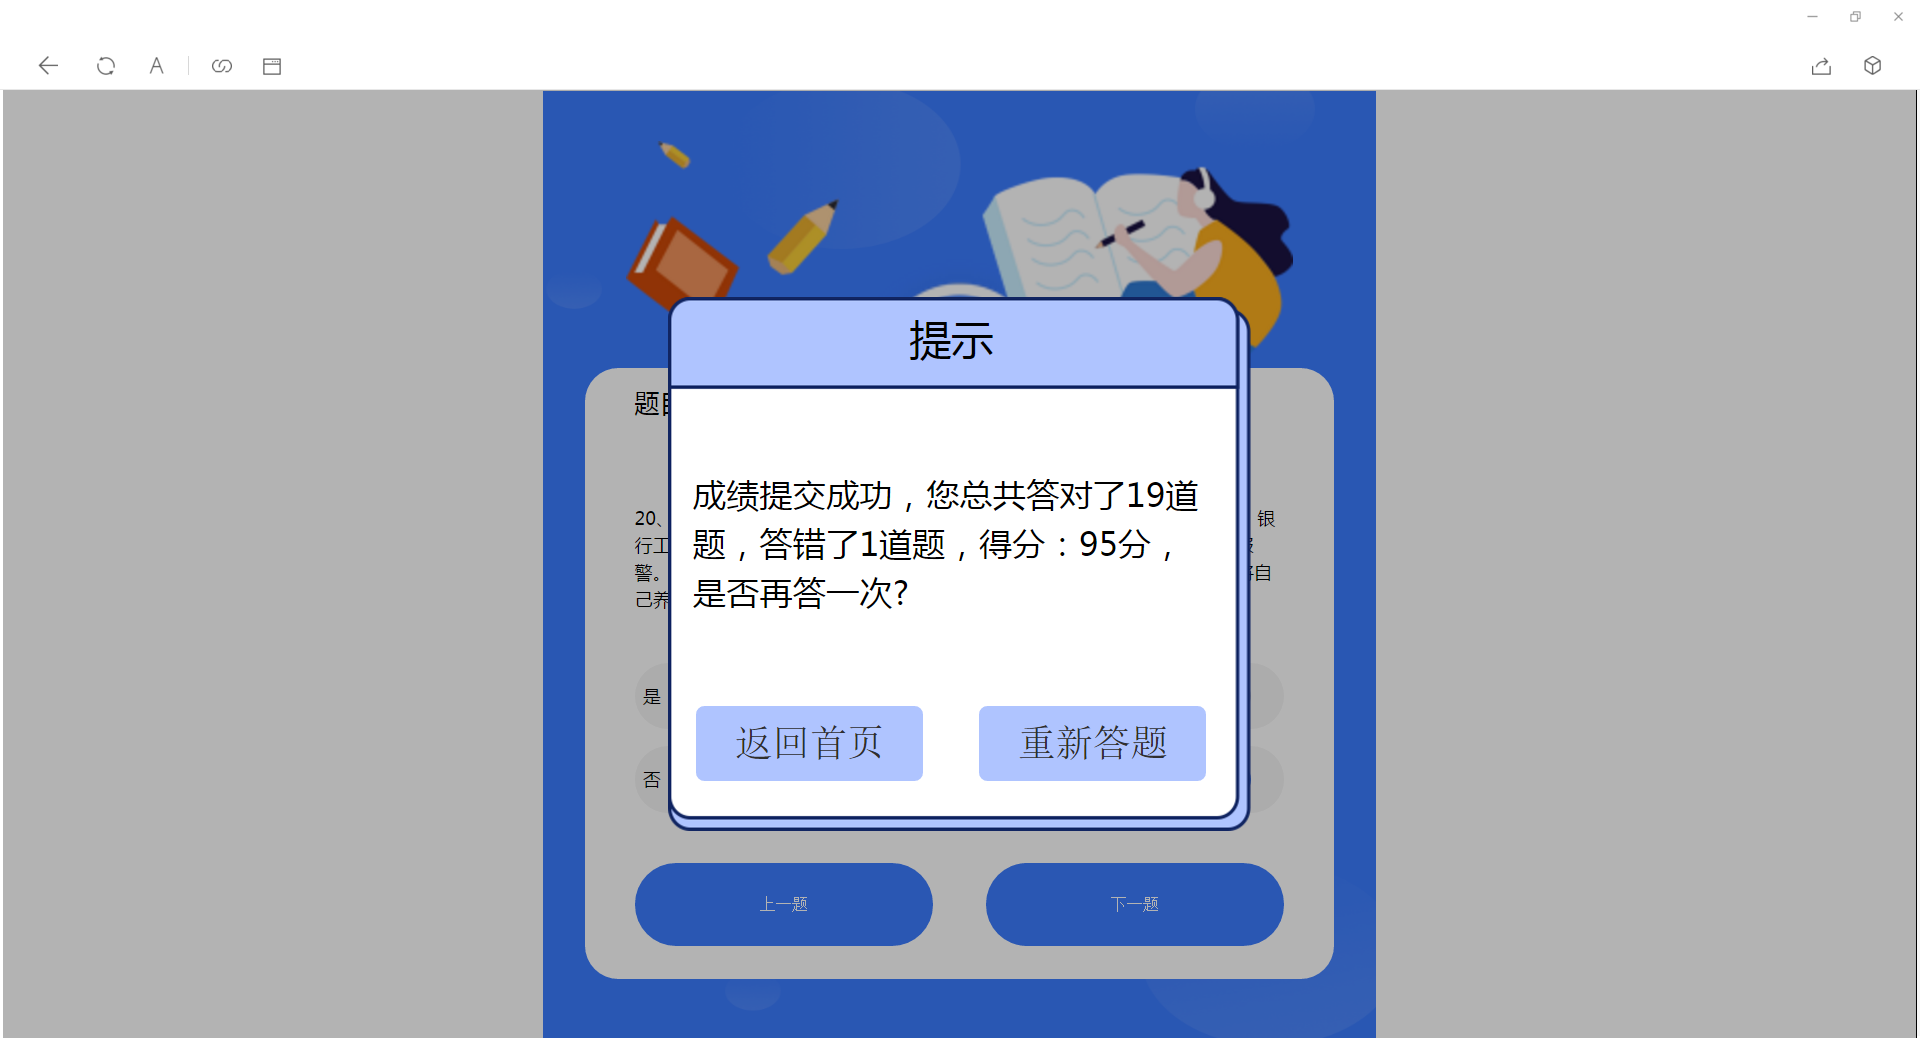 提示
题
成绩提交成功，您总共答对了19道
题，答错了1道题，得分：95分，
是否再答一次?
20、
银
行工
警。
自
己养
是
否
返回首页
重新答题
上一题
下一题